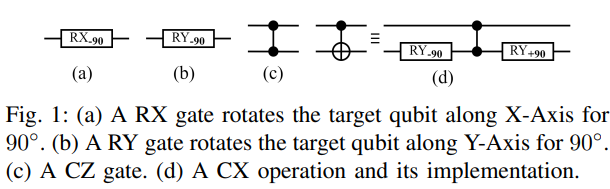 RX-90 RY-90 ≡ RY-90 RY+90
(a) (b) (c) (d)
Fig. 1: (a) A RX gate rotates the target qubit along X-Axis for
90°. (b) A RY gate rotates the target qubit along Y-Axis for 90°.
(c) A CZ gate. (d) A CX operation and its implementation.